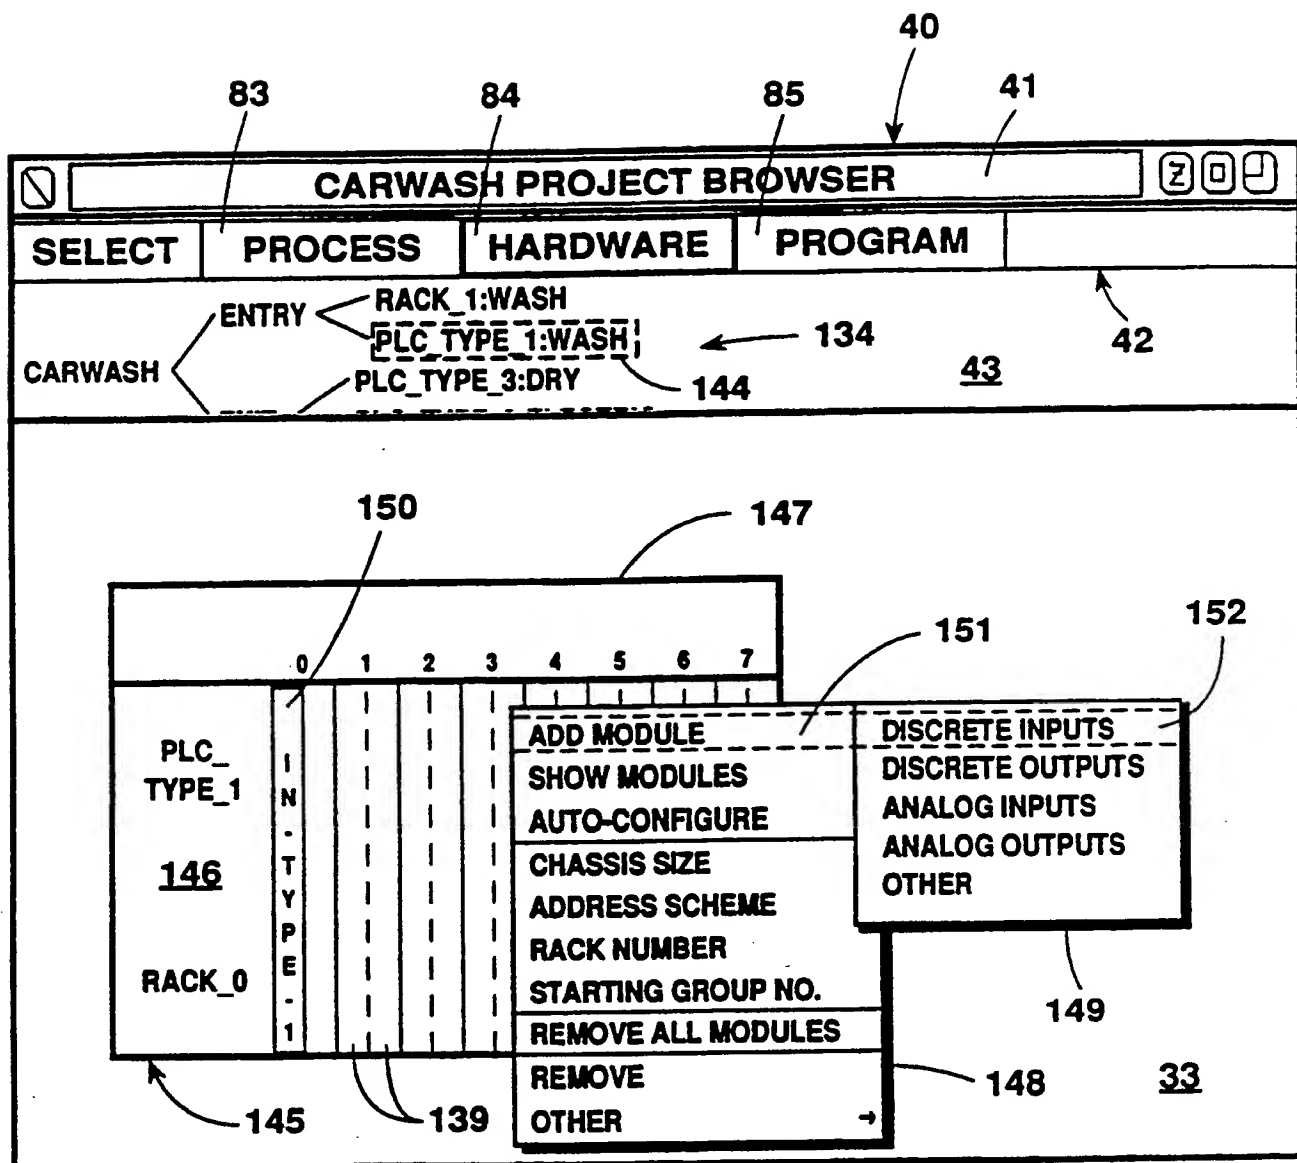 40
83 84 85 41
CARWASH PROJECT BROWSER
Z
SELECT PROCESS HARDWARE PROGRAM
RACK_1:WASH
ENTRY
PLC_TYPE_1:WASH
134
42
CARWASH
PLC_TYPE_3:DRY
144
43
150
147
151
152
0 1 2 3 4 5 6 7
PLC_
TYPE_1
146
RACK_0
IN-TYPE-1
ADD MODULE
SHOW MODULES
AUTO-CONFIGURE
CHASSIS SIZE
ADDRESS SCHEME
RACK NUMBER
STARTING GROUP NO.
REMOVE ALL MODULES
REMOVE
OTHER →
DISCRETE INPUTS
DISCRETE OUTPUTS
ANALOG INPUTS
ANALOG OUTPUTS
OTHER
149
148
33
145
139